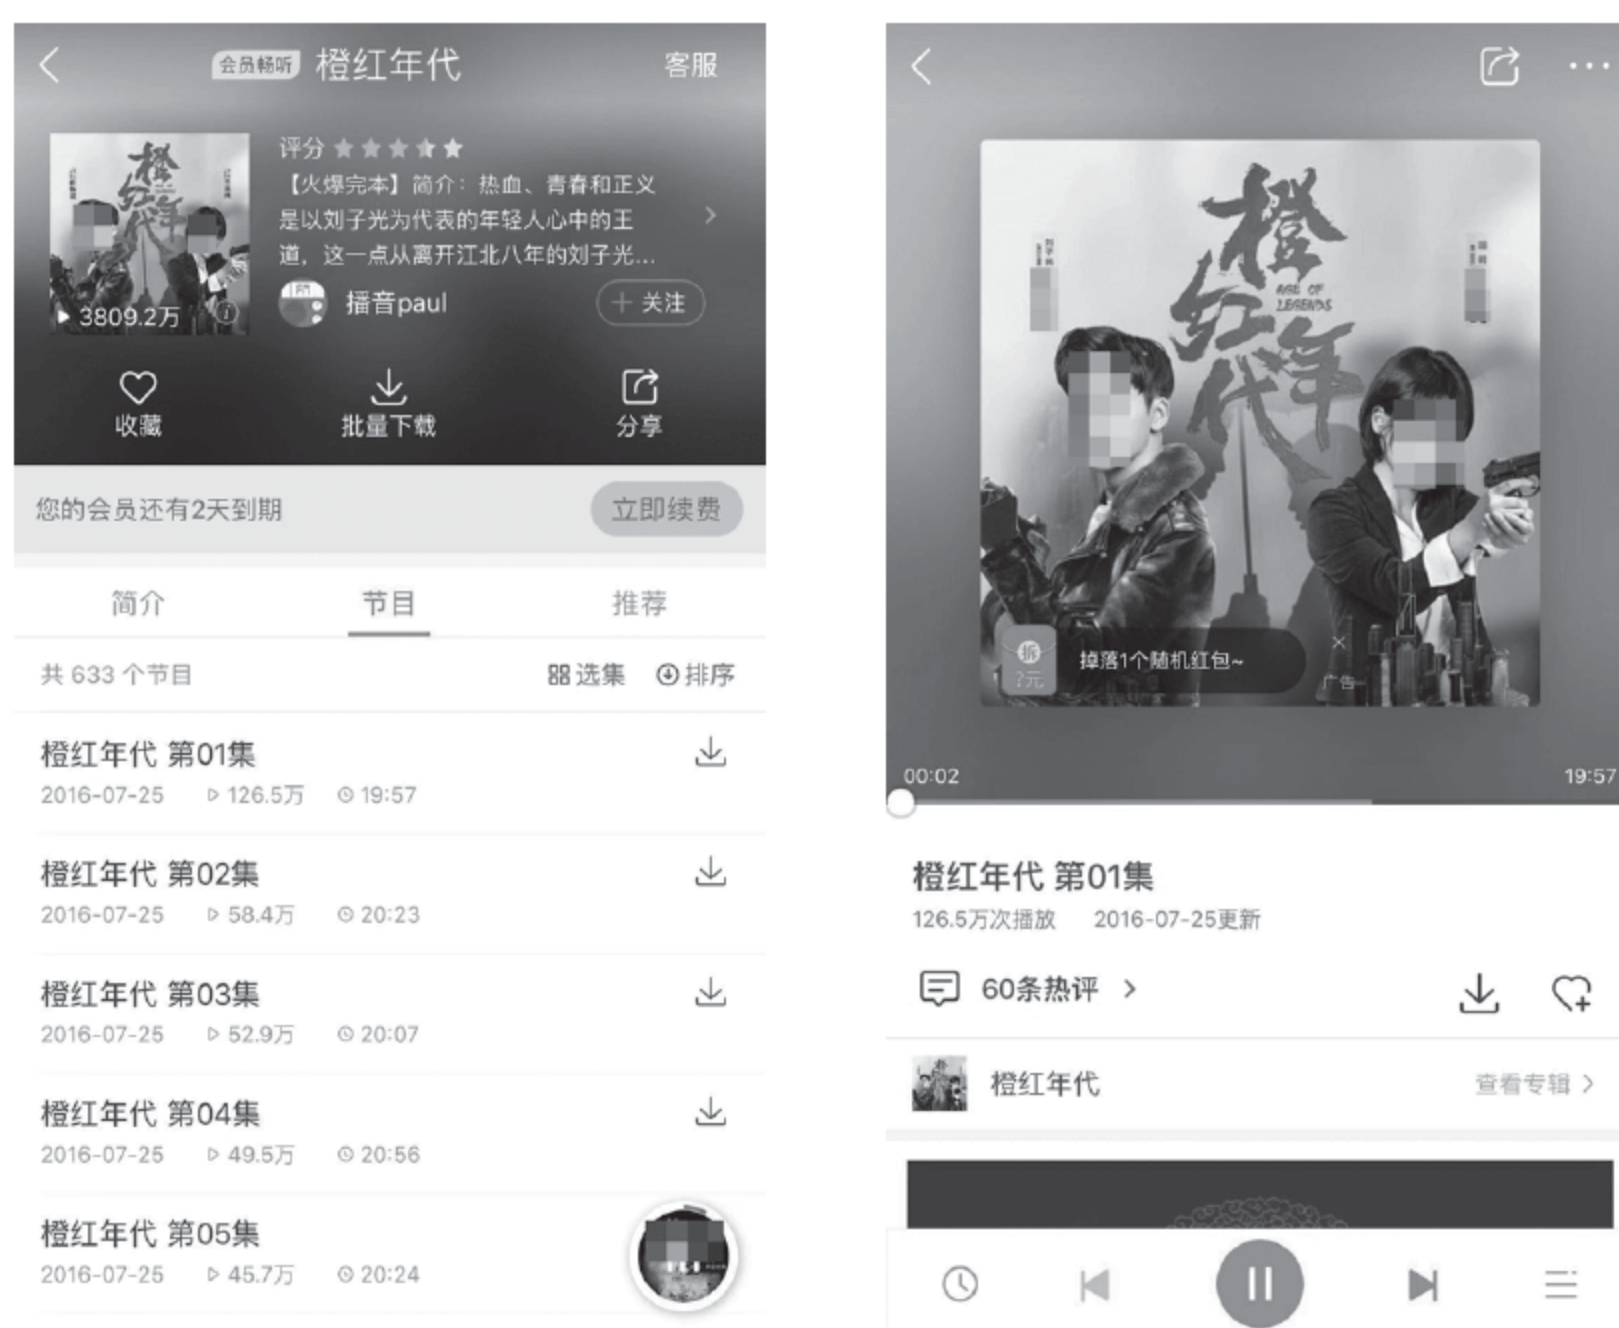 会员畅听 橙红年代 客服
橙红年代
评分
【火爆完本】简介：热血、青春和正义
是以刘子光为代表的年轻人心中的王
道，这一点从离开江北八年的刘子光...
3809.2万
播音paul
+ 关注
收藏 批量下载 分享
您的会员还有2天到期 立即续费
简介 节目 推荐
共 633 个节目 选集 排序
橙红年代 第01集
2016-07-25 126.5万 19:57
橙红年代 第02集
2016-07-25 58.4万 20:23
橙红年代 第03集
2016-07-25 52.9万 20:07
橙红年代 第04集
2016-07-25 49.5万 20:56
橙红年代 第05集
2016-07-25 45.7万 20:24
橙红年代
AGE OF
LEGENDS
拆
?元
掉落1个随机红包~
广告
00:02 19:57
橙红年代 第01集
126.5万次播放 2016-07-25更新
60条热评
橙红年代 查看专辑